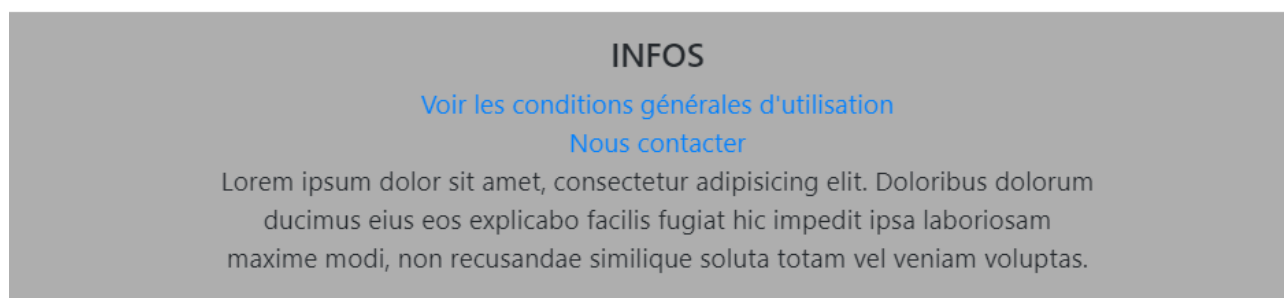 INFOS
Voir les conditions générales d'utilisation
Nous contacter
Lorem ipsum dolor sit amet, consectetur adipisicing elit. Doloribus dolorum
ducimus eius eos explicabo facilis fugiat hic impedit ipsa laboriosam
maxime modi, non recusandae similique soluta totam vel veniam voluptas.